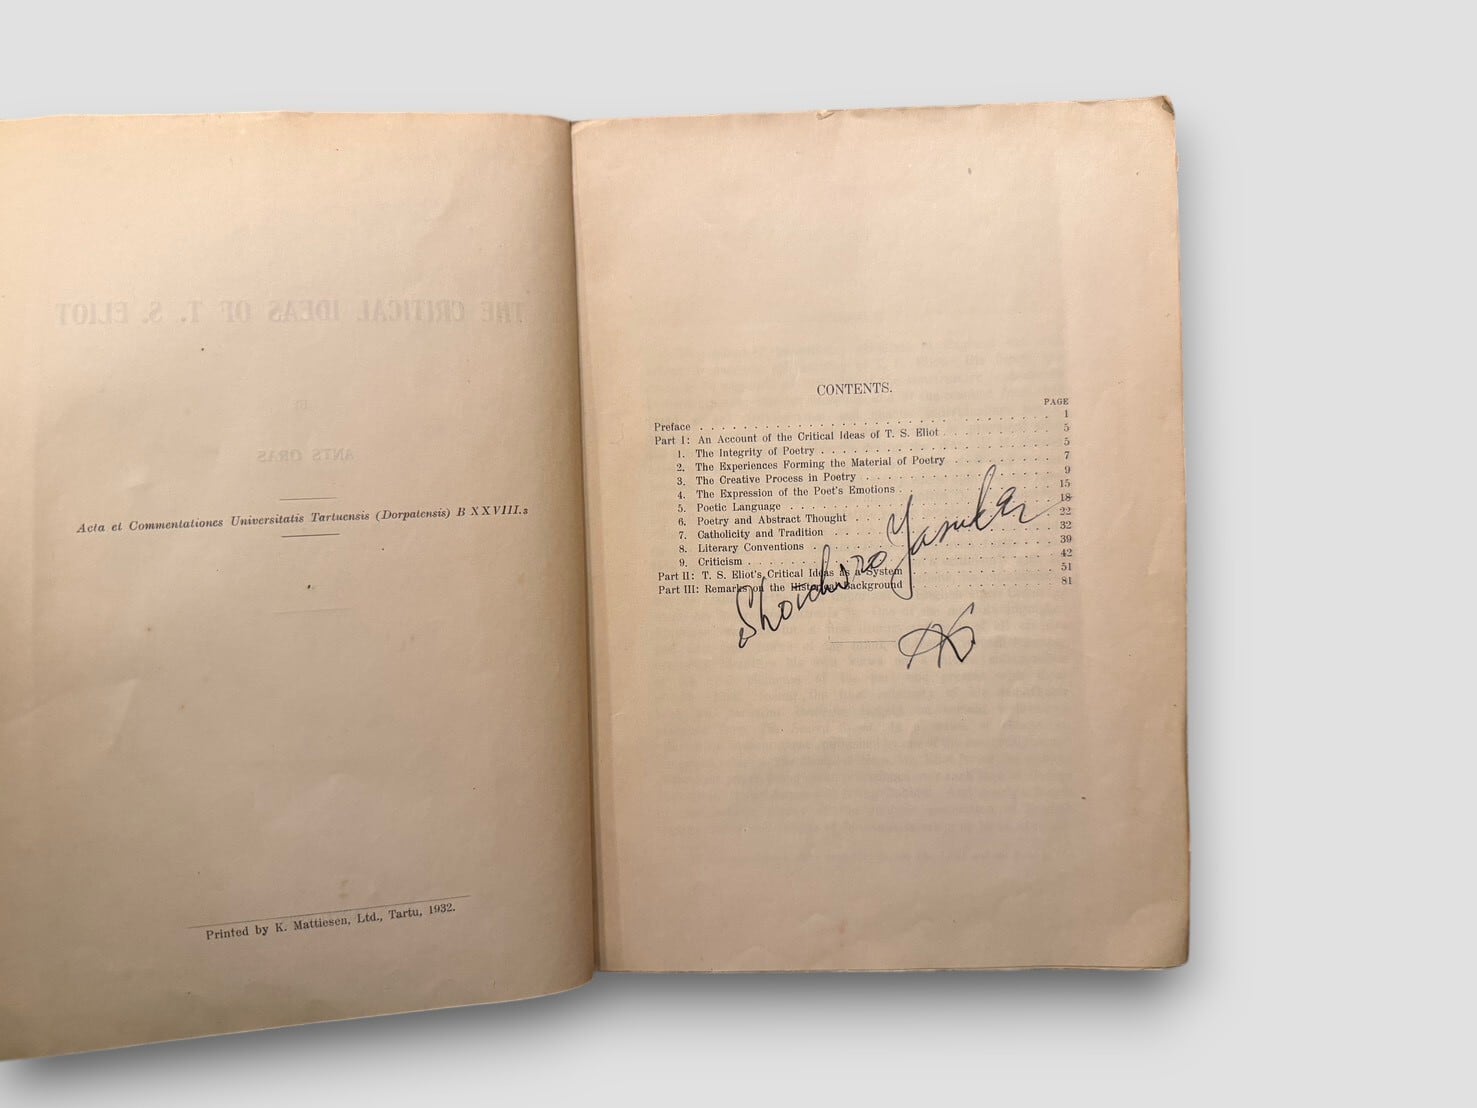 THE CRITICAL IDEAS OF T. S. ELIOT
BY
ANTS ORAS
Acta et Commentationes Universitatis Tartuensis (Dorpatensis) B XXVIII.3
Printed by K. Mattiesen, Ltd., Tartu, 1932.
CONTENTS.
PAGE
Preface . . . . . . . . . . 1
Part I: An Account of the Critical Ideas of T. S. Eliot . . . . . 5
1. The Integrity of Poetry . . . . . 5
2. The Experiences Forming the Material of Poetry . . . . . 7
3. The Creative Process in Poetry . . . . . 9
4. The Expression of the Poet's Emotions . . . . . 15
5. Poetic Language . . . . . 18
6. Poetry and Abstract Thought . . . . . 22
7. Catholicity and Tradition . . . . . 32
8. Literary Conventions . . . . . 39
9. Criticism . . . . . 42
Part II: T. S. Eliot's Critical Ideas as a System . . . . . 51
Part III: Remarks on the Historical Background . . . . . 81
Shoichiro